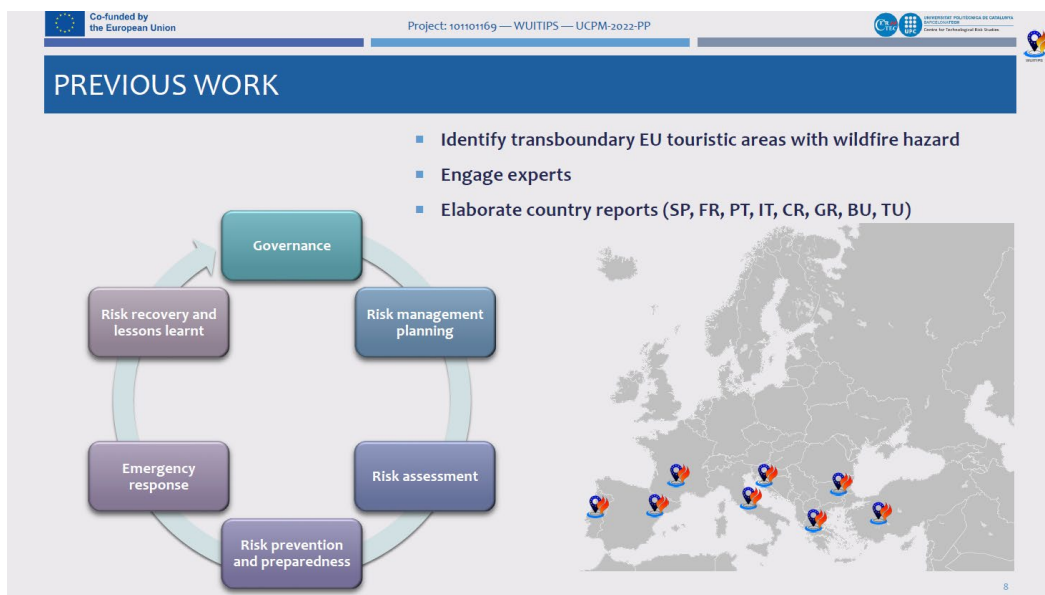 Co-funded by
the European Union
Project: 101101169 — WUITIPS — UCPM-2022-PP
UNIVERSITAT POLITÈCNICA DE CATALUNYA
BARCELONATECH
Centre for Technological Risk Studies
UPC
WUITIPS
PREVIOUS WORK
Identify transboundary EU touristic areas with wildfire hazard
Engage experts
Elaborate country reports (SP, FR, PT, IT, CR, GR, BU, TU)
Governance
Risk management
planning
Risk assessment
Risk prevention
and preparedness
Emergency
response
Risk recovery and
lessons learnt
8